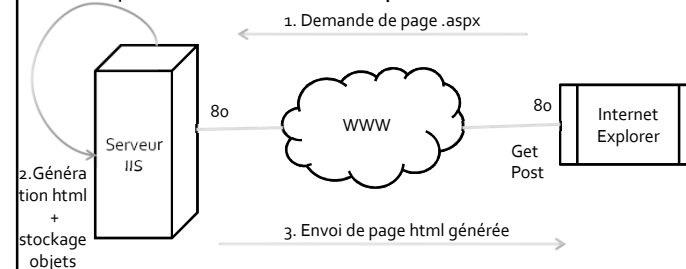 1. Demande de page .aspx
80
WWW
80
Internet
Explorer
Serveur
IIS
Get
Post
2.Généra
tion html
+
stockage
objets
3. Envoi de page html générée